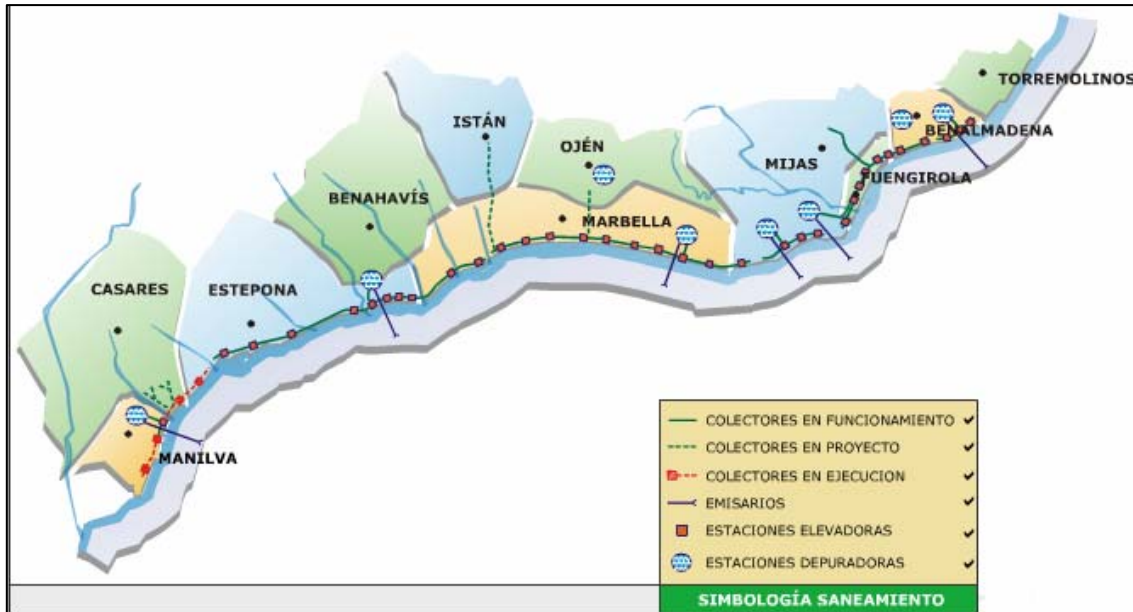 TORREMOLINOS
BENALMADEÑA
ISTÁN
OJÉN
MIJAS
FUENGIROLA
BENAHAVÍS
MARBELLA
CASARES
ESTEPONA
MANILVA
COLECTORES EN FUNCIONAMIENTO
COLECTORES EN PROYECTO
COLECTORES EN EJECUCION
EMISARIOS
ESTACIONES ELEVADORAS
ESTACIONES DEPURADORAS
SIMBOLOGÍA SANEAMIENTO